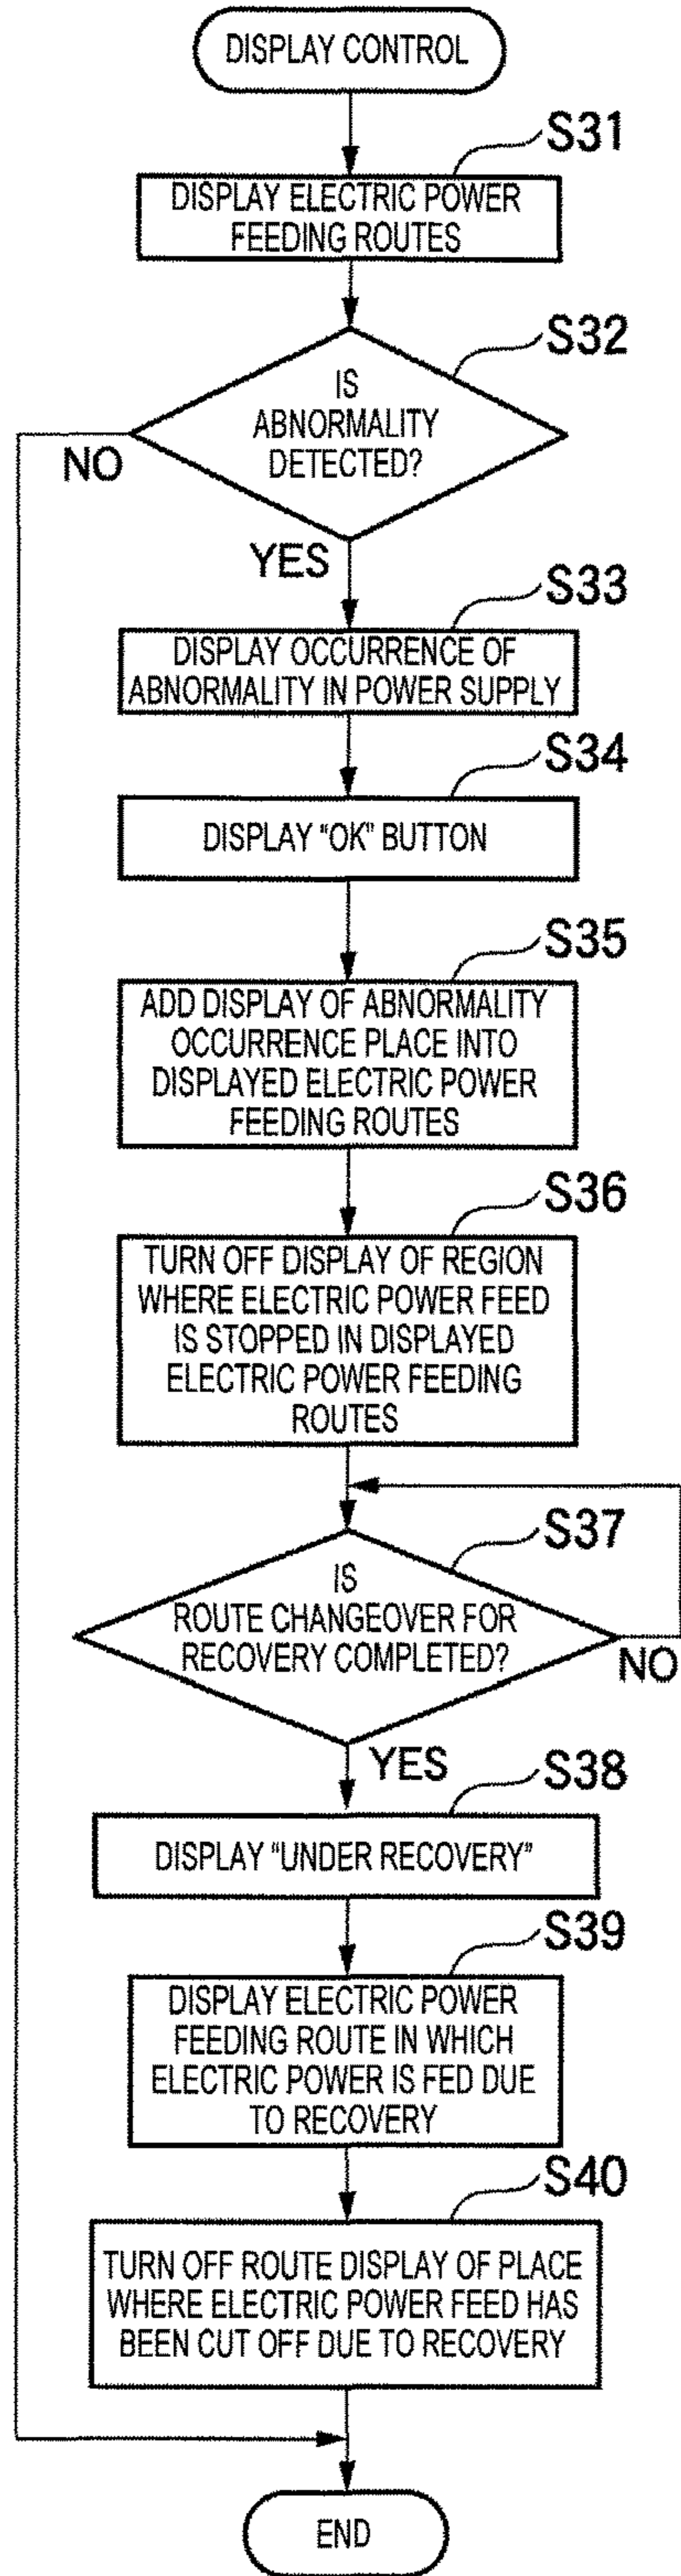 DISPLAY CONTROL
S31
DISPLAY ELECTRIC POWER
FEEDING ROUTES
S32
IS
ABNORMALITY
DETECTED?
NO
YES
S33
DISPLAY OCCURRENCE OF
ABNORMALITY IN POWER SUPPLY
S34
DISPLAY “OK” BUTTON
S35
ADD DISPLAY OF ABNORMALITY
OCCURRENCE PLACE INTO
DISPLAYED ELECTRIC POWER
FEEDING ROUTES
S36
TURN OFF DISPLAY OF REGION
WHERE ELECTRIC POWER FEED
IS STOPPED IN DISPLAYED
ELECTRIC POWER FEEDING
ROUTES
S37
IS
ROUTE CHANGEOVER FOR
RECOVERY COMPLETED?
NO
YES
S38
DISPLAY “UNDER RECOVERY”
S39
DISPLAY ELECTRIC POWER
FEEDING ROUTE IN WHICH
ELECTRIC POWER IS FED DUE
TO RECOVERY
S40
TURN OFF ROUTE DISPLAY OF PLACE
WHERE ELECTRIC POWER FEED HAS
BEEN CUT OFF DUE TO RECOVERY
END